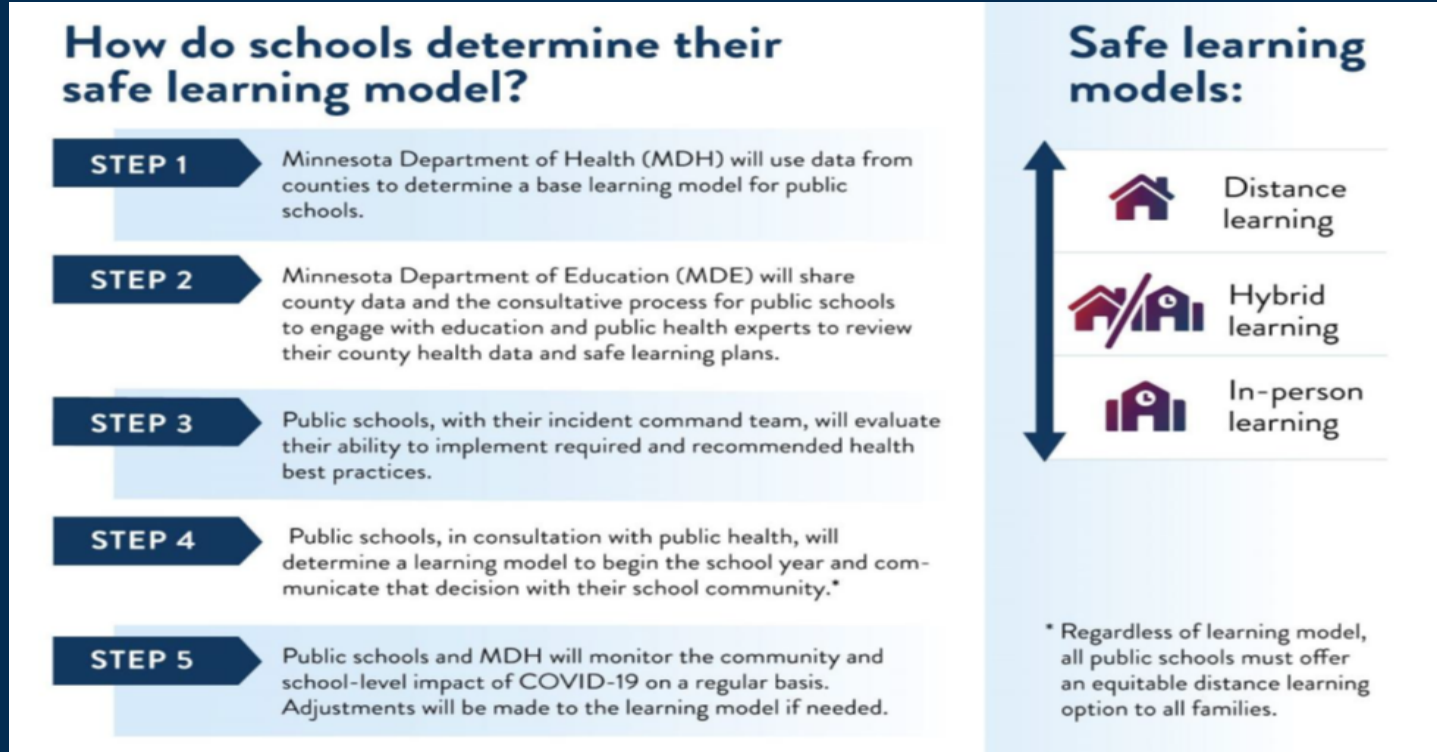 How do schools determine their
safe learning model?
STEP 1
Minnesota Department of Health (MDH) will use data from
counties to determine a base learning model for public
schools.
STEP 2
Minnesota Department of Education (MDE) will share
county data and the consultative process for public schools
to engage with education and public health experts to review
their county health data and safe learning plans.
STEP 3
Public schools, with their incident command team, will evaluate
their ability to implement required and recommended health
best practices.
STEP 4
Public schools, in consultation with public health, will
determine a learning model to begin the school year and com-
municate that decision with their school community.*
STEP 5
Public schools and MDH will monitor the community and
school-level impact of COVID-19 on a regular basis.
Adjustments will be made to the learning model if needed.
Safe learning
models:
Distance
learning
Hybrid
learning
In-person
learning
* Regardless of learning model,
all public schools must offer
an equitable distance learning
option to all families.